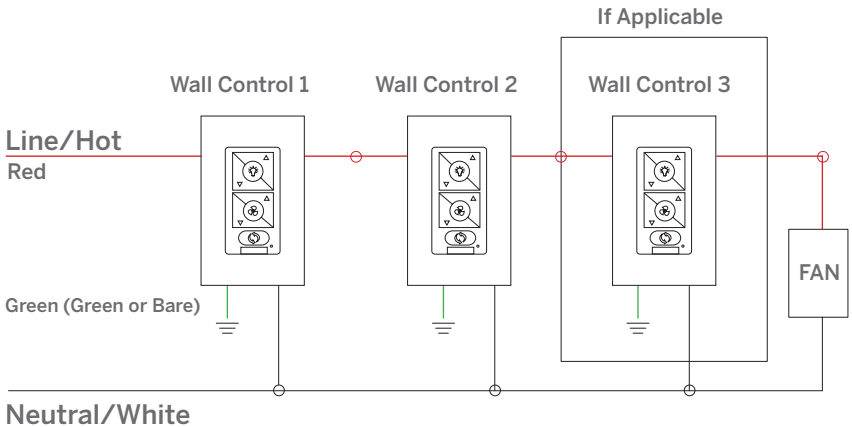 If Applicable
Wall Control 1
Wall Control 2
Wall Control 3
Line/Hot
Red
FAN
Green (Green or Bare)
Neutral/White